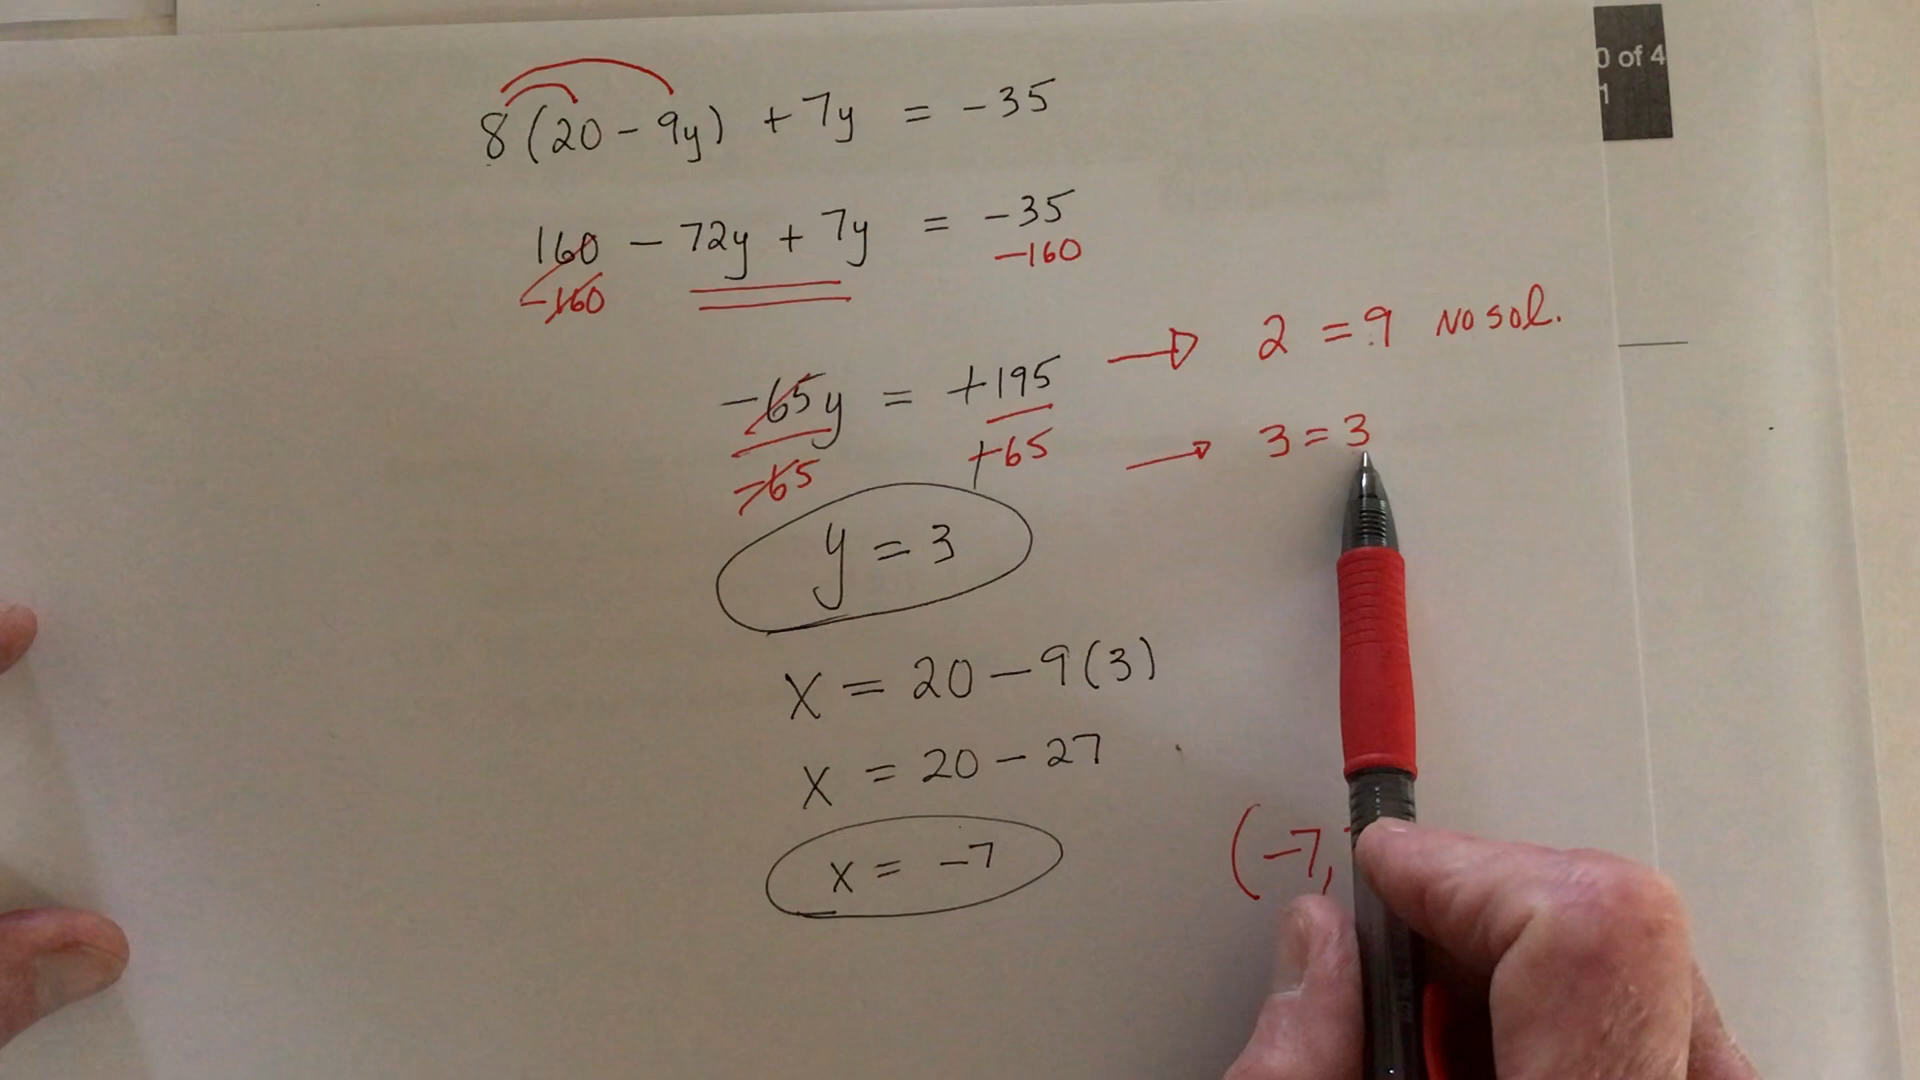 0 of 4
1
8(20 - 9y) + 7y = -35
160 - 72y + 7y = -35
-160 -160
-65y = +195 → 2 = 9 No sol.
-65 +65 → 3 = 3
y = 3
x = 20 - 9(3)
x = 20 - 27
x = -7 (-7,